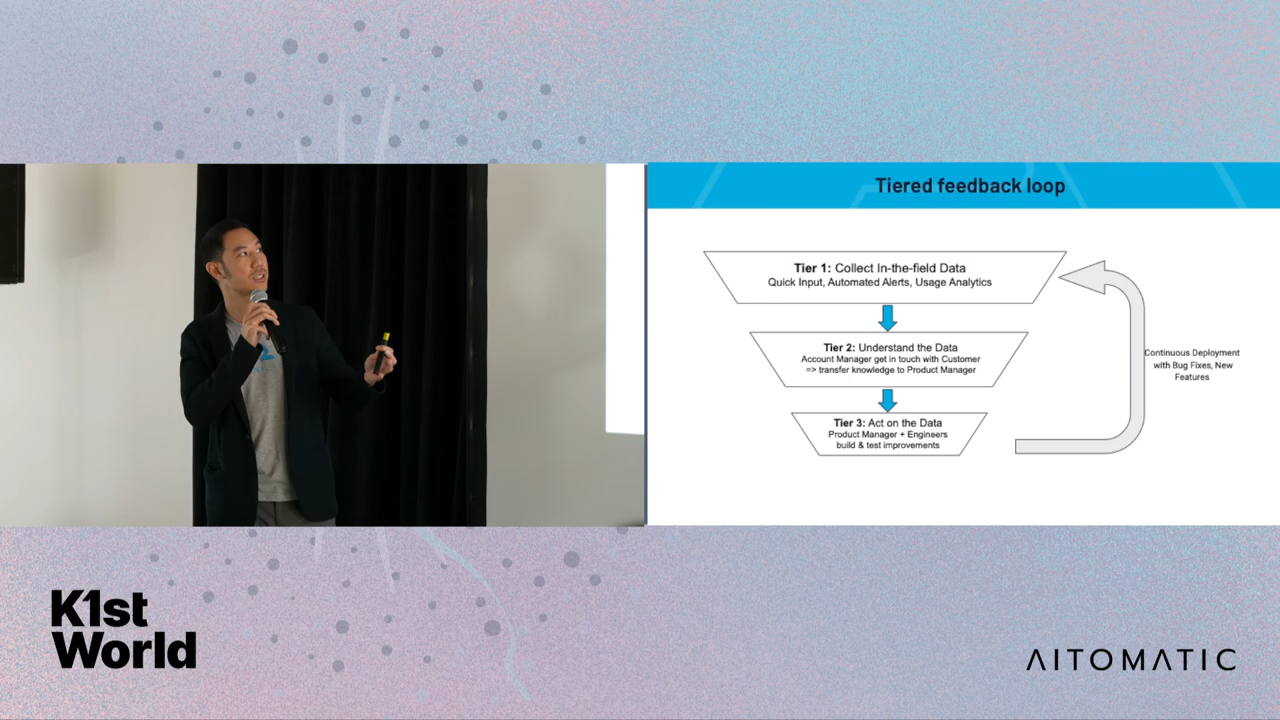 Tiered feedback loop
Tier 1: Collect In-the-field Data
Quick Input, Automated Alerts, Usage Analytics
Tier 2: Understand the Data
Account Manager get in touch with Customer
=> transfer knowledge to Product Manager
Tier 3: Act on the Data
Product Manager + Engineers
build & test improvements
Continuous Deployment
with Bug Fixes, New
Features
K1st
World
AITOMATIC